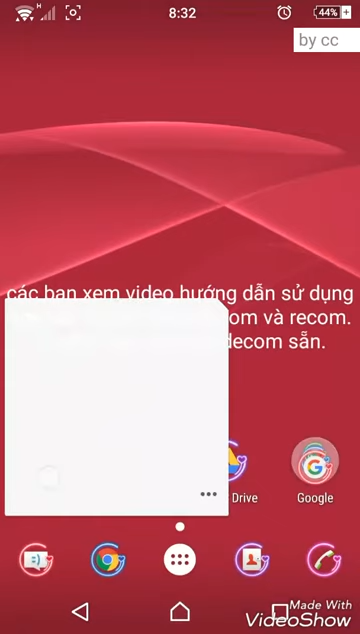 8:32
44%
by cc
các bạn xem video hướng dẫn sử dụng
om và recom.
decom sẵn.
Drive
Google
Made With
VideoShow